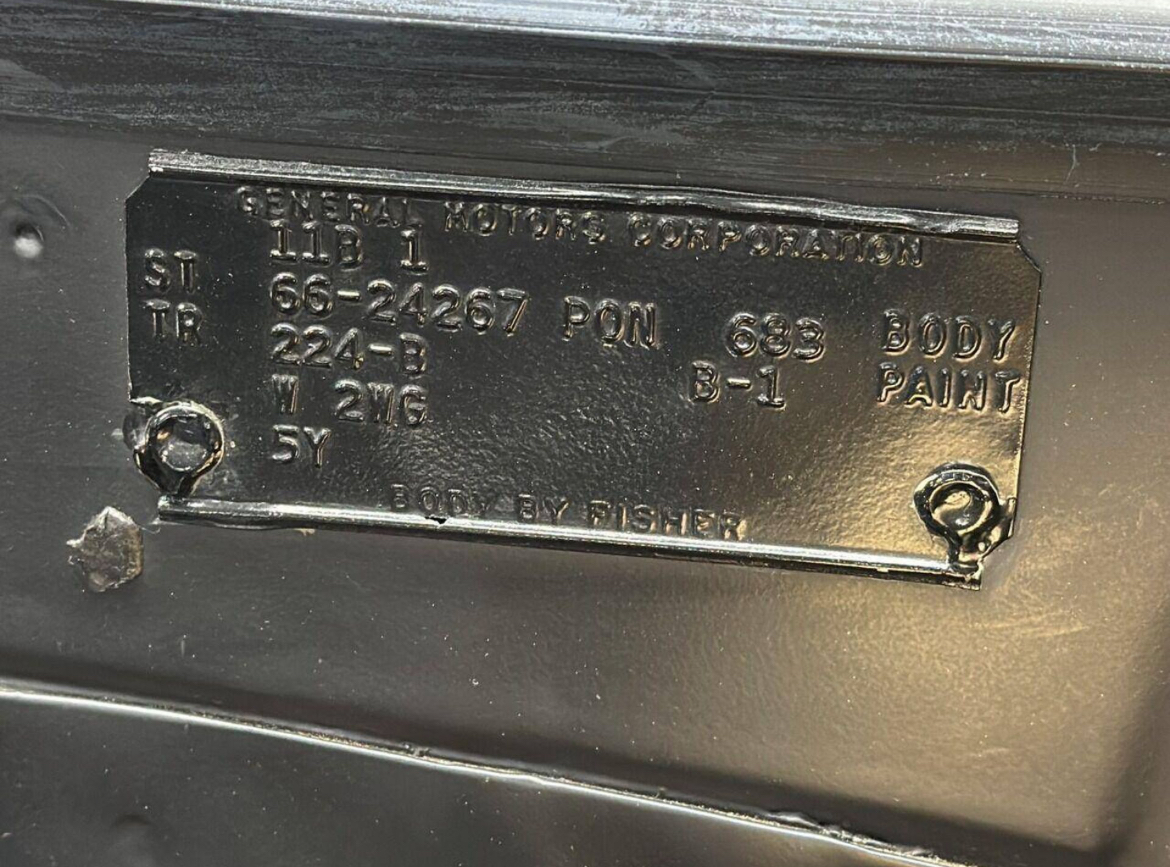 GENERAL MOTORS CORPORATION
11B 1
ST 66-24267 PON 683 BODY
TR 224-B B-1 PAINT
W 2WG
5Y
BODY BY FISHER